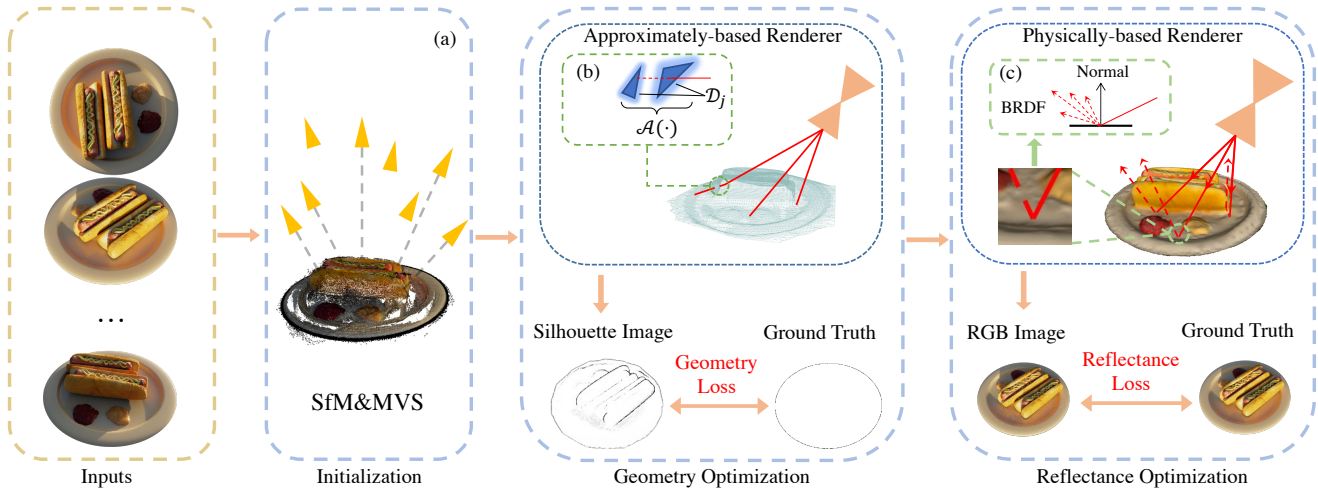 …
Inputs
(a)
SfM&MVS
Initialization
Approximately-based Renderer
(b)
𝒟j
𝒜(·)
Silhouette Image
Ground Truth
Geometry
Loss
Geometry Optimization
Physically-based Renderer
(c)
Normal
BRDF
RGB Image
Ground Truth
Reflectance
Loss
Reflectance Optimization